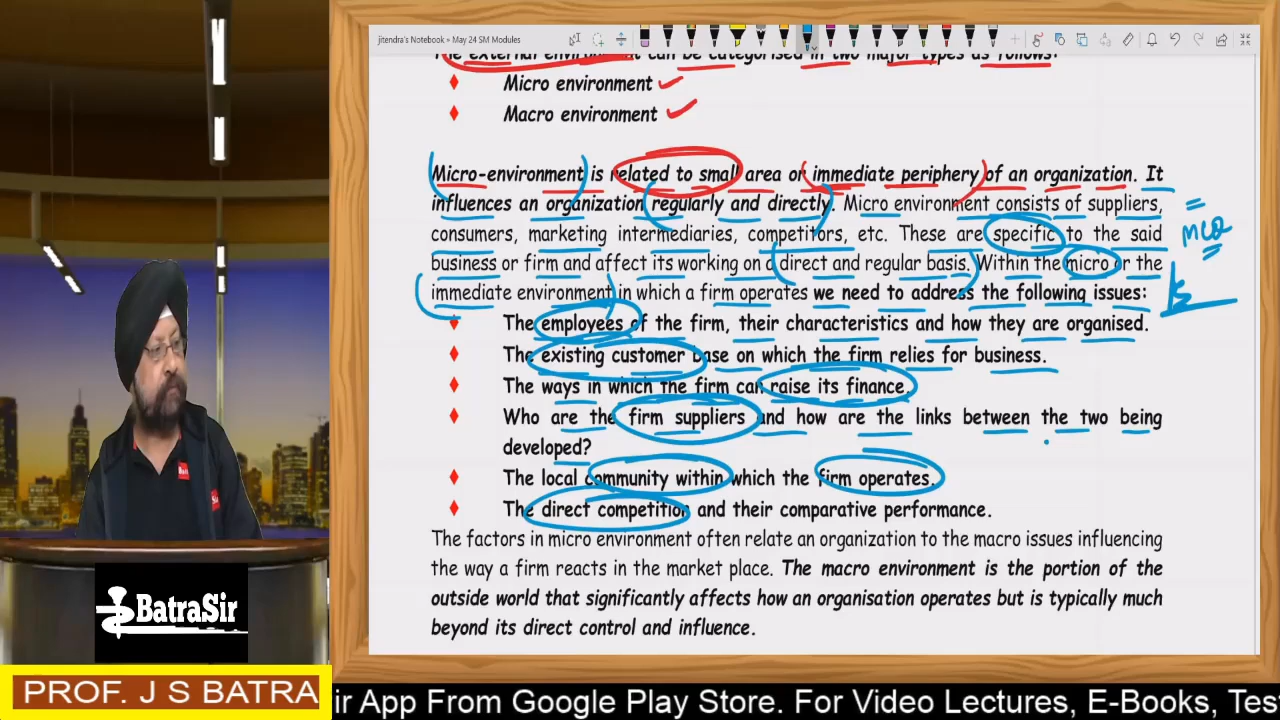 jitendra's Notebook » May 24 SM Modules
The external environment can be categorised in two major types as follows:
♦ Micro environment
♦ Macro environment
Micro-environment is related to small area or immediate periphery of an organization. It
influences an organization regularly and directly. Micro environment consists of suppliers,
consumers, marketing intermediaries, competitors, etc. These are specific to the said
business or firm and affect its working on a direct and regular basis. Within the micro or the
immediate environment in which a firm operates we need to address the following issues:
MCQ
♦ The employees of the firm, their characteristics and how they are organised.
♦ The existing customer base on which the firm relies for business.
♦ The ways in which the firm can raise its finance.
♦ Who are the firm suppliers and how are the links between the two being
developed?
♦ The local community within which the firm operates.
♦ The direct competition and their comparative performance.
The factors in micro environment often relate an organization to the macro issues influencing
the way a firm reacts in the market place. The macro environment is the portion of the
outside world that significantly affects how an organisation operates but is typically much
beyond its direct control and influence.
BatraSir
PROF. J S BATRA
ir App From Google Play Store. For Video Lectures, E-Books, Tes